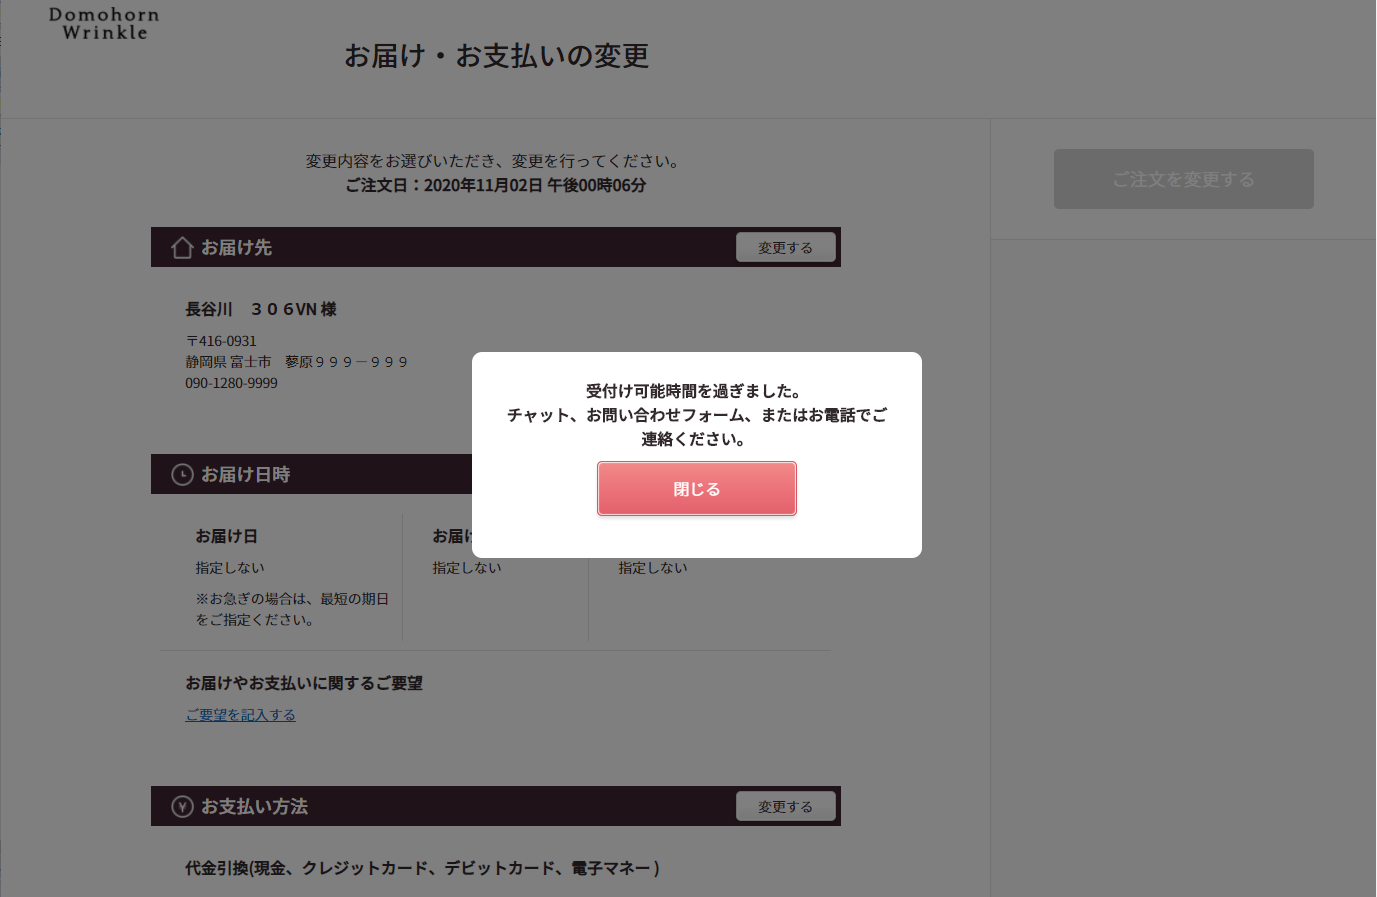 Domohorn
Wrinkle
お届け・お支払いの変更
変更内容をお選びいただき、変更を行ってください。
ご注文日：2020年11月02日 午後00時06分
ご注文を変更する
お届け先
変更する
長谷川　３０６VN 様
〒416-0931
静岡県 富士市　蓼原９９９－９９９
090-1280-9999
受付け可能時間を過ぎました。
チャット、お問い合わせフォーム、またはお電話でご
連絡ください。
閉じる
お届け日時
お届け日
お届け
指定しない
指定しない
指定しない
※お急ぎの場合は、最短の期日
をご指定ください。
お届けやお支払いに関するご要望
ご要望を記入する
お支払い方法
変更する
代金引換(現金、クレジットカード、デビットカード、電子マネー )